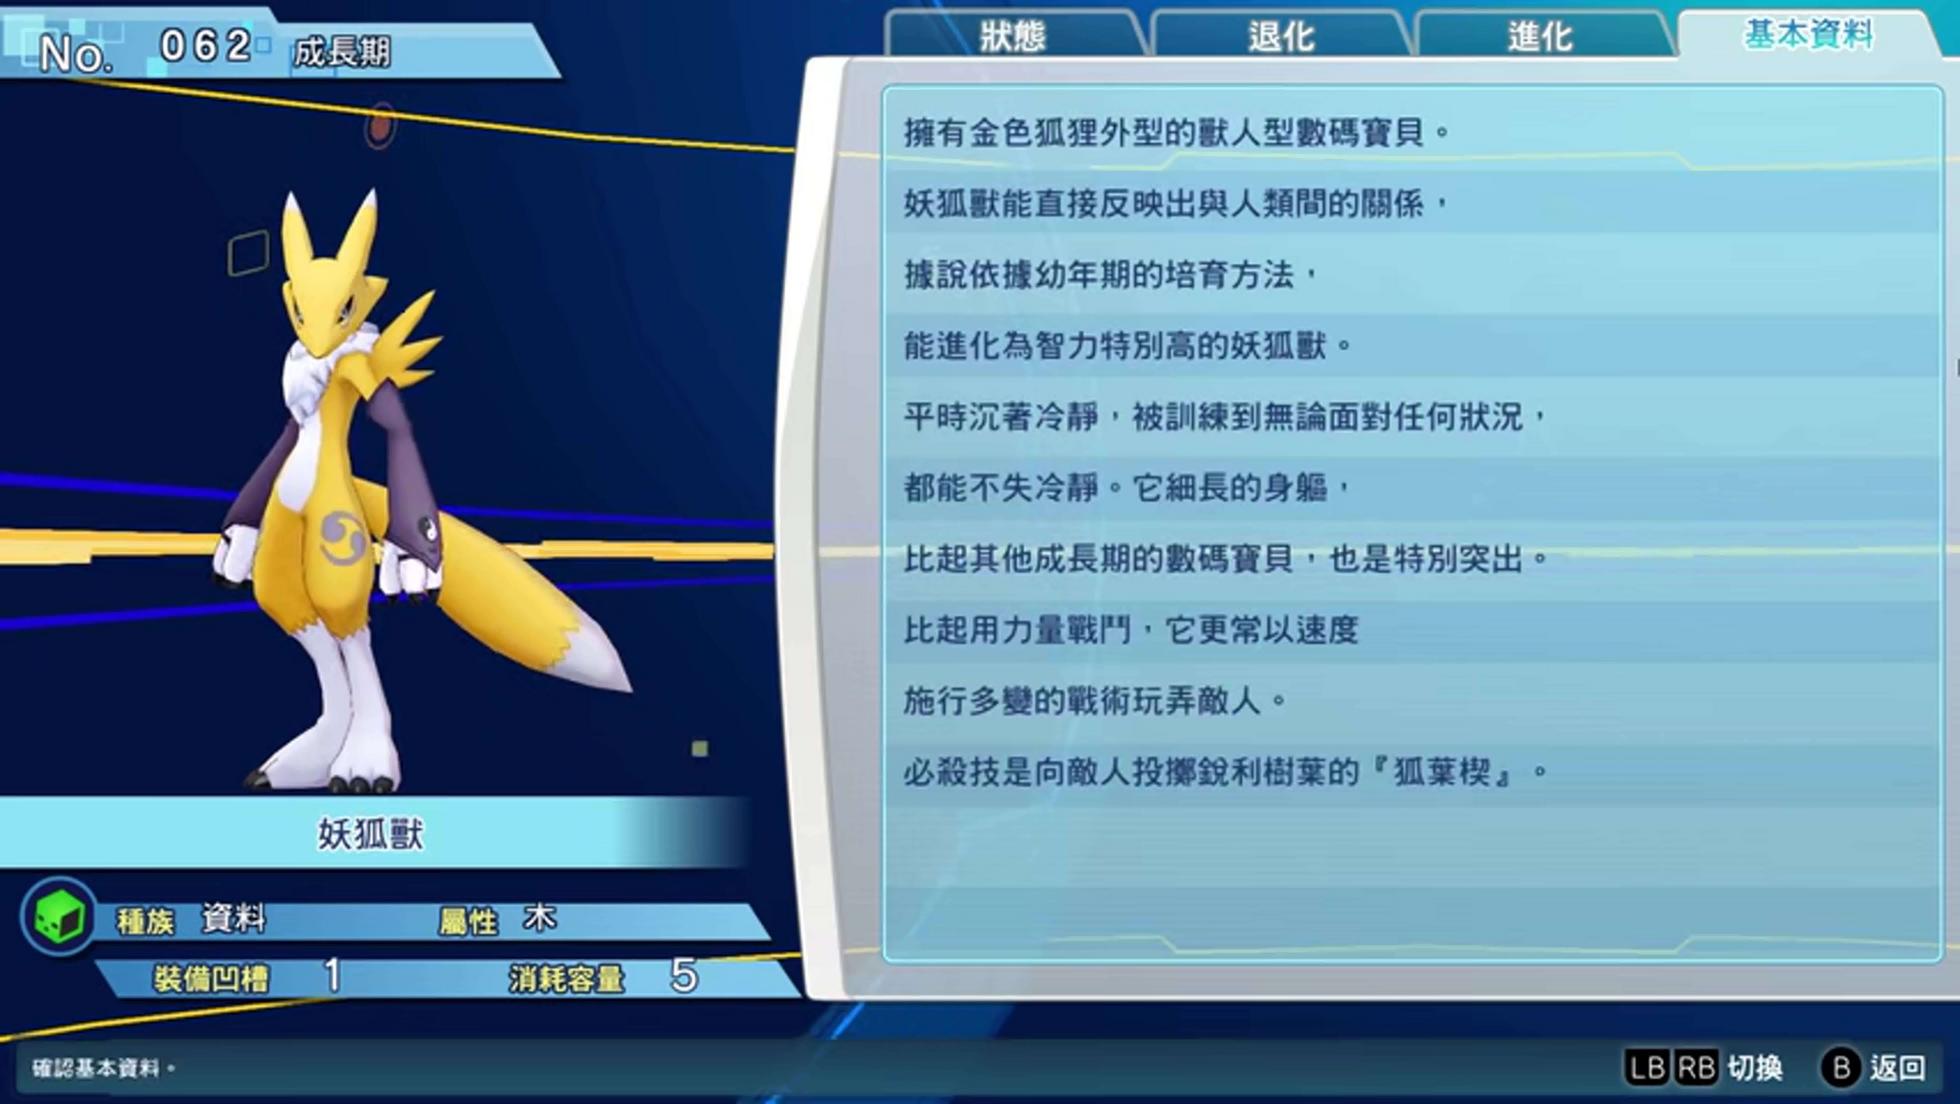 No. 062 成長期
狀態 退化 進化 基本資料
擁有金色狐狸外型的獸人型數碼寶貝。
妖狐獸能直接反映出與人類間的關係，
據說依據幼年期的培育方法，
能進化為智力特別高的妖狐獸。
平時沉著冷靜，被訓練到無論面對任何狀況，
都能不失冷靜。它細長的身軀，
比起其他成長期的數碼寶貝，也是特別突出。
比起用力量戰鬥，它更常以速度
施行多變的戰術玩弄敵人。
必殺技是向敵人投擲銳利樹葉的『狐葉楔』。
妖狐獸
種族 資料 屬性 木
裝備凹槽 1 消耗容量 5
確認基本資料。
LB RB 切換 B 返回